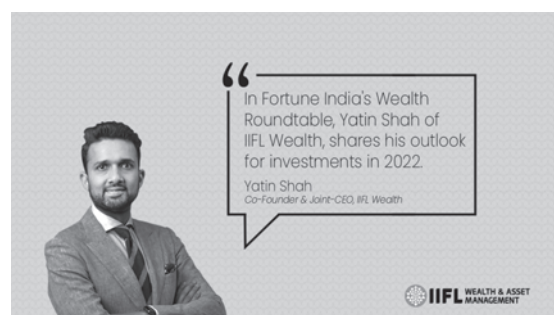 In Fortune India's Wealth
Roundtable, Yatin Shah of
IIFL Wealth, shares his outlook
for investments in 2022.
Yatin Shah
Co-Founder & Joint-CEO, IIFL Wealth
IIFL WEALTH & ASSET
MANAGEMENT